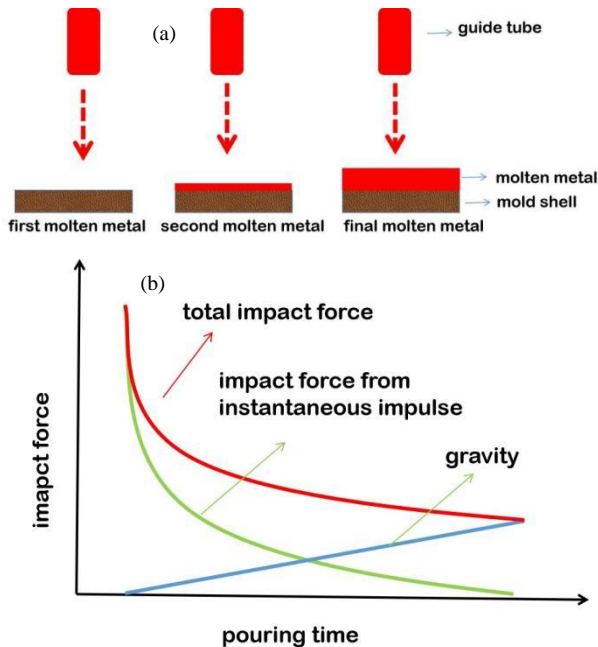 (a)
guide tube
molten metal
mold shell
first molten metal
second molten metal
final molten metal
(b)
total impact force
impact force from
instantaneous impulse
gravity
imapct force
pouring time